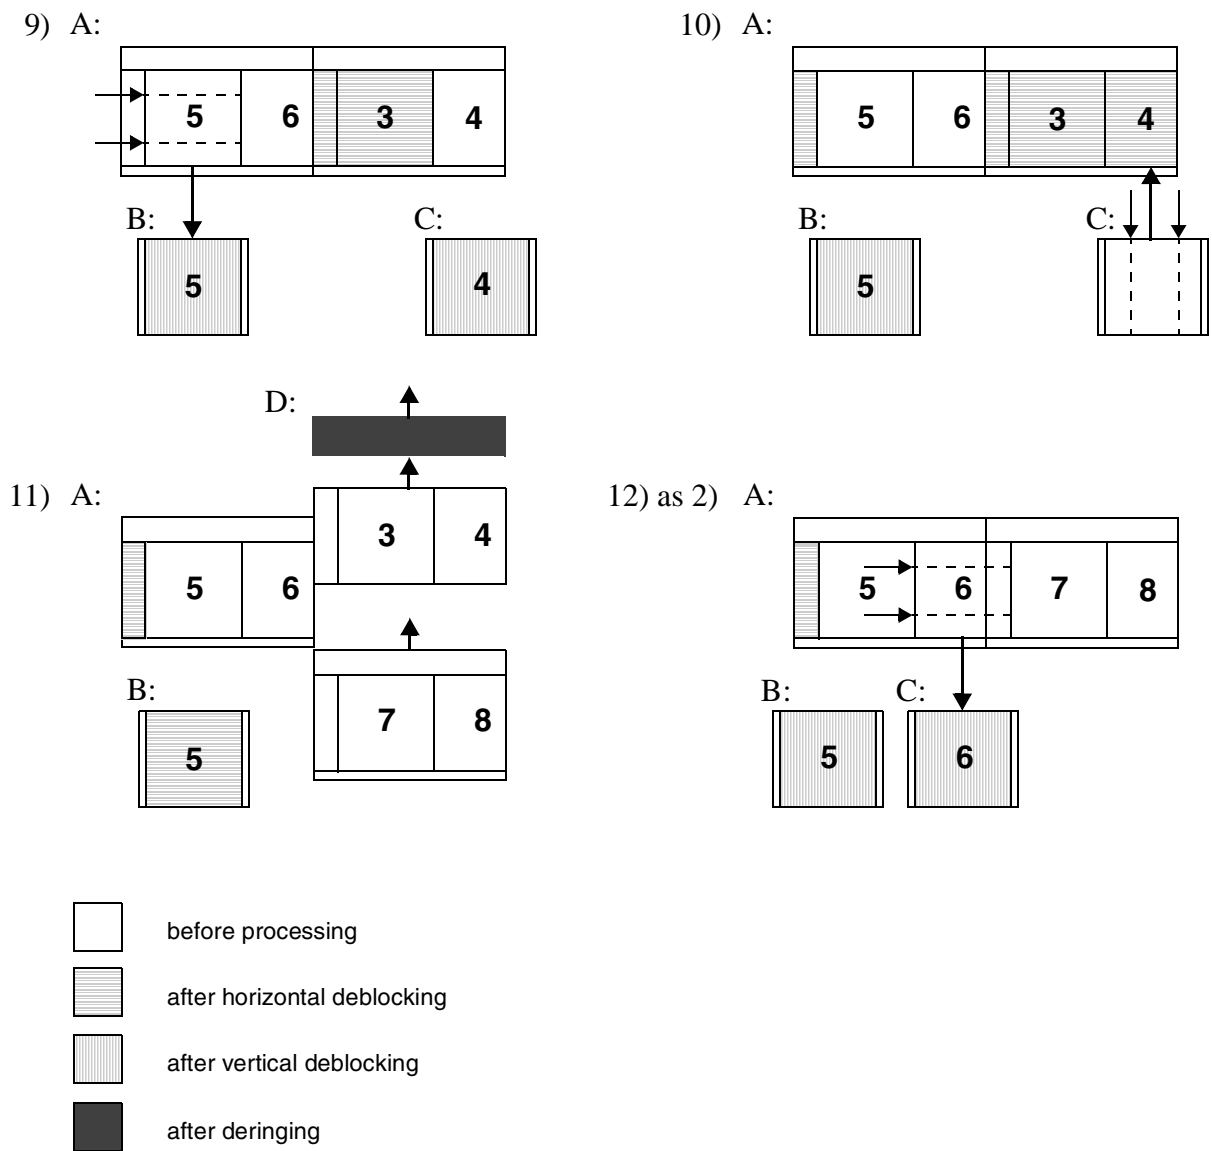 9) A:
5 6 3 4
B: C:
5 4
10) A:
5 6 3 4
B: C:
5
D:
11) A:
3 4
5 6
B:
7 8
5
12) as 2) A:
5 6 7 8
B: C:
5 6
before processing
after horizontal deblocking
after vertical deblocking
after deringing